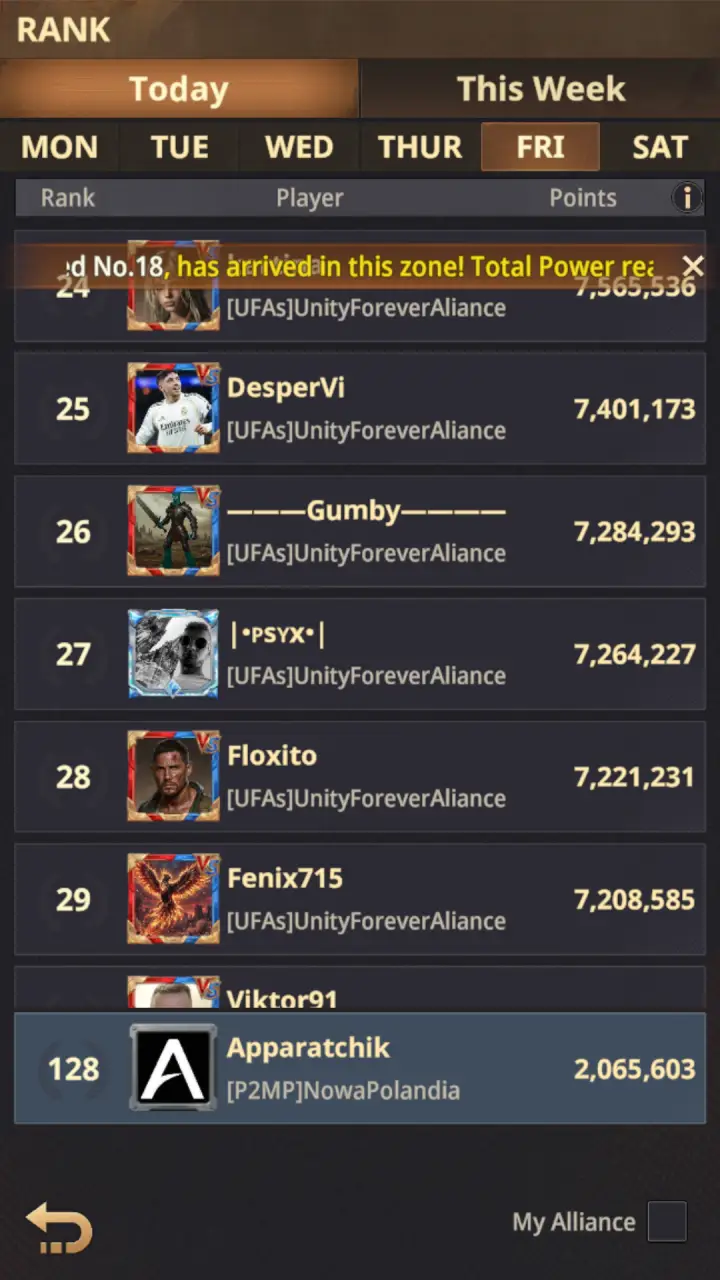 RANK
Today
This Week
MON TUE WED THUR FRI SAT
Rank Player Points
d No.18, has arrived in this zone! Total Power rea
24
7,565,536
[UFAs]UnityForeverAliance
25
DesperVi
7,401,173
[UFAs]UnityForeverAliance
26
———Gumby————
7,284,293
[UFAs]UnityForeverAliance
27
|•ᴘsʏx•|
7,264,227
[UFAs]UnityForeverAliance
28
Floxito
7,221,231
[UFAs]UnityForeverAliance
29
Fenix715
7,208,585
[UFAs]UnityForeverAliance
Viktor91
128
Apparatchik
2,065,603
[P2MP]NowaPolandia
My Alliance